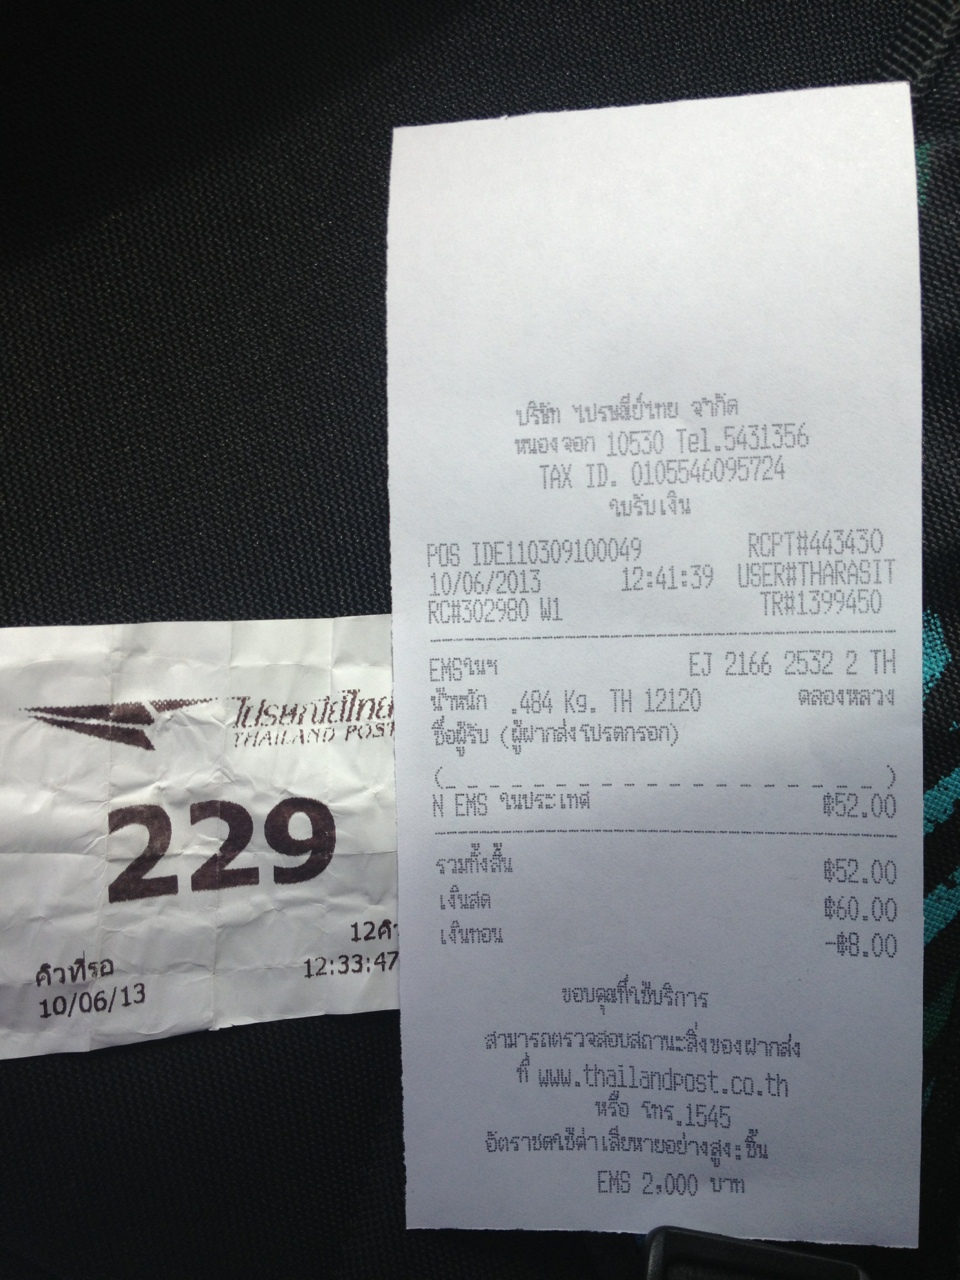 ไปรษณีย์ไทย
THAILAND POST
229
12คิว
คิวที่รอ
12:33:47
10/06/13
บริษัท ไปรษณีย์ไทย จำกัด
หนองจอก 10530 Tel.5431356
TAX ID. 0105546095724
ใบรับเงิน
POS IDE110309100049 RCPT#443430
10/06/2013 12:41:39 USER#THARASIT
RC#302980 W1 TR#1399450
EMSในฯ EJ 2166 2532 2 TH
น้ำหนัก .484 Kg. TH 12120 คลองหลวง
ชื่อผู้รับ (ผู้ฝากส่งโปรดกรอก)
(_ _ _ _ _ _ _ _ _ _ _ _ _ _ _ _)
N EMS ในประเทศ ฿52.00
รวมทั้งสิ้น ฿52.00
เงินสด ฿60.00
เงินทอน -฿8.00
ขอบคุณที่ใช้บริการ
สามารถตรวจสอบสถานะสิ่งของฝากส่ง
ที่ www.thailandpost.co.th
หรือ โทร.1545
อัตราชดใช้ค่าเสียหายอย่างสูง:ชิ้น
EMS 2,000 บาท